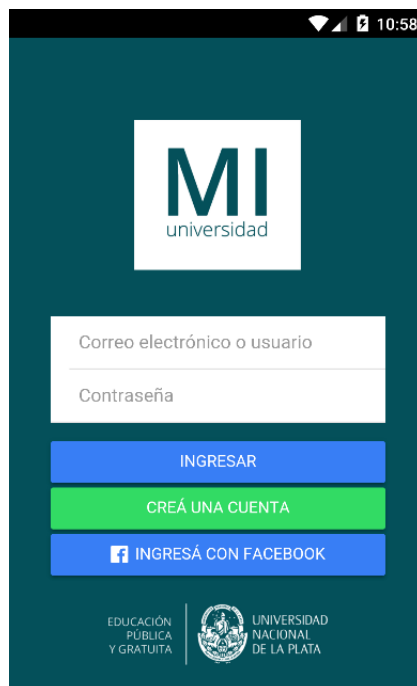 10:58
MI
universidad
Correo electrónico o usuario
Contraseña
INGRESAR
CREÁ UNA CUENTA
INGRESÁ CON FACEBOOK
EDUCACIÓN
PÚBLICA
Y GRATUITA
UNIVERSIDAD
NACIONAL
DE LA PLATA